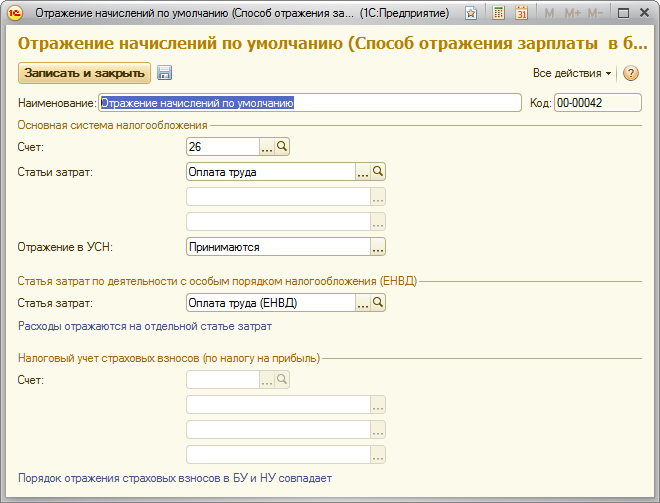 Отражение начислений по умолчанию (Способ отражения за... (1С:Предприятие)
31 M M+ M-
Отражение начислений по умолчанию (Способ отражения зарплаты в б...
Записать и закрыть Все действия ?
Наименование: Отражение начислений по умолчанию Код: 00-00042
Основная система налогообложения
Счет: 26 ...
Статьи затрат: Оплата труда ...
...
...
Отражение в УСН: Принимаются ...
Статья затрат по деятельности с особым порядком налогообложения (ЕНВД)
Статья затрат: Оплата труда (ЕНВД) ...
Расходы отражаются на отдельной статье затрат
Налоговый учет страховых взносов (по налогу на прибыль)
Счет: ...
...
...
...
Порядок отражения страховых взносов в БУ и НУ совпадает